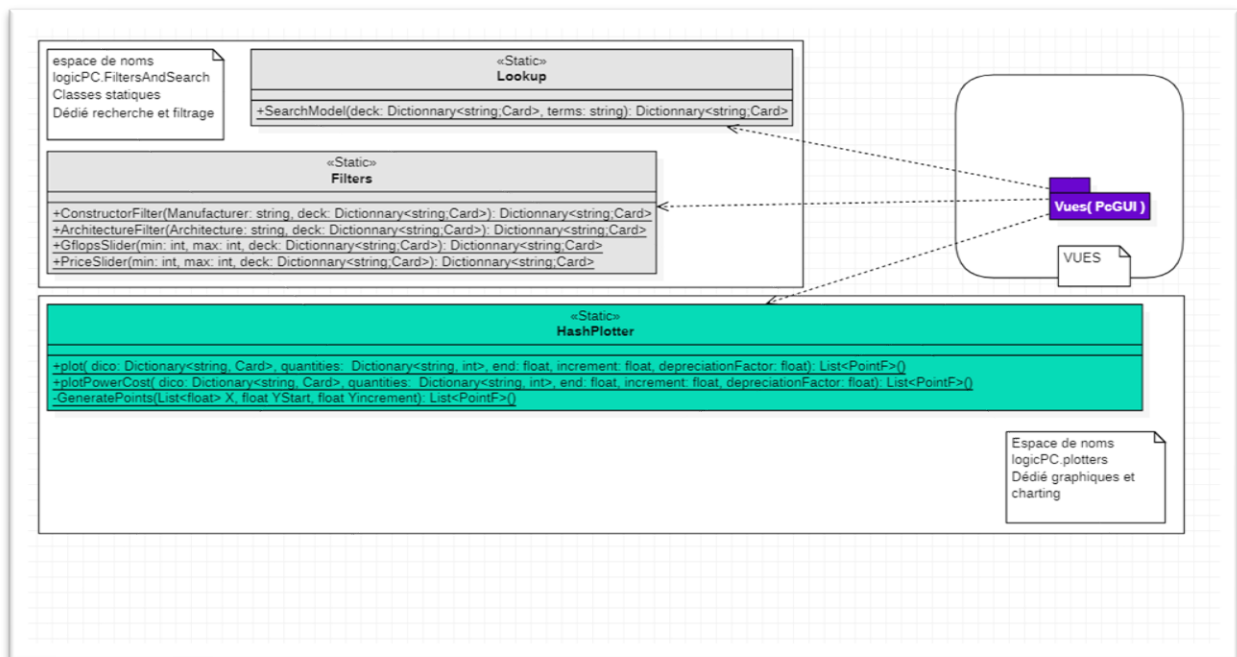 espace de noms
logicPC.FiltersAndSearch
Classes statiques
Dédié recherche et filtrage
«Static»
Lookup
+SearchModel(deck: Dictionnary<string;Card>, terms: string): Dictionnary<string;Card>
«Static»
Filters
+ConstructorFilter(Manufacturer: string, deck: Dictionnary<string;Card>): Dictionnary<string;Card>
+ArchitectureFilter(Architecture: string, deck: Dictionnary<string;Card>): Dictionnary<string;Card>
+GflopsSlider(min: int, max: int, deck: Dictionnary<string;Card>): Dictionnary<string;Card>
+PriceSlider(min: int, max: int, deck: Dictionnary<string;Card>): Dictionnary<string;Card>
Vues( PcGUI )
VUES
«Static»
HashPlotter
+plot( dico: Dictionary<string, Card>, quantities: Dictionary<string, int>, end: float, increment: float, depreciationFactor: float): List<PointF>()
+plotPowerCost( dico: Dictionary<string, Card>, quantities: Dictionary<string, int>, end: float, increment: float, depreciationFactor: float): List<PointF>()
-GeneratePoints(List<float> X, float YStart, float Yincrement): List<PointF>()
Espace de noms
logicPC.plotters
Dédié graphiques et
charting